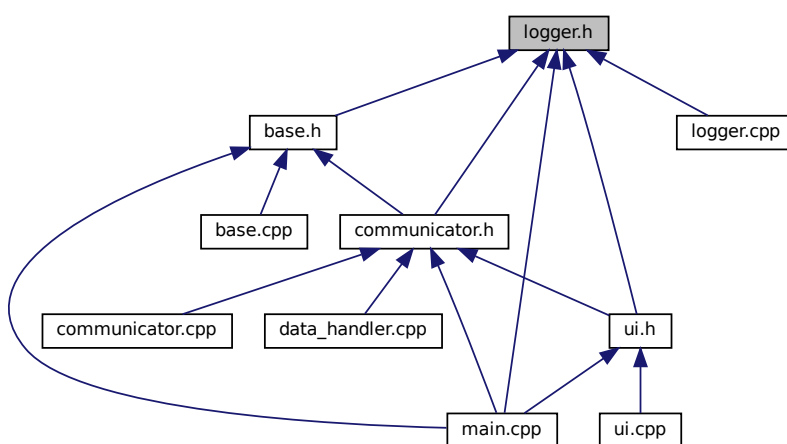 logger.h
base.h
logger.cpp
base.cpp
communicator.h
communicator.cpp
data_handler.cpp
ui.h
main.cpp
ui.cpp